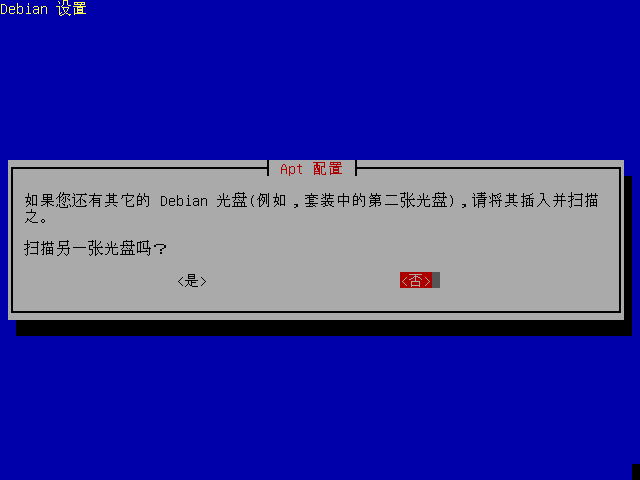 Debian 设置
Apt 配置
如果您还有其它的 Debian 光盘(例如，套装中的第二张光盘)，请将其插入并扫描
之。
扫描另一张光盘吗？
<是>
<否>